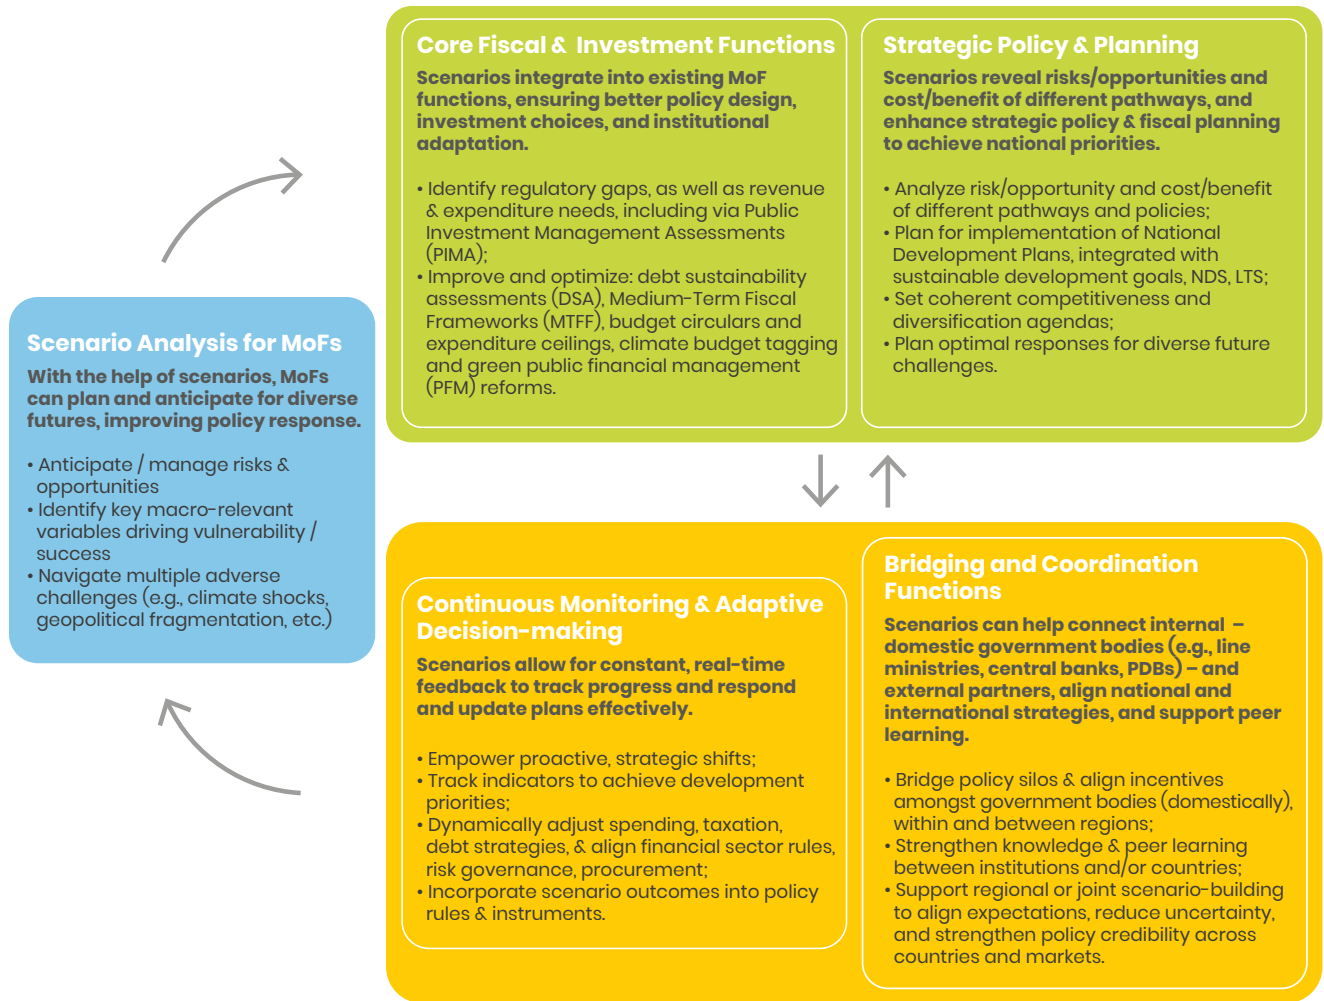 Scenario Analysis for MoFs
With the help of scenarios, MoFs
can plan and anticipate for diverse
futures, improving policy response.
• Anticipate / manage risks &
opportunities
• Identify key macro-relevant
variables driving vulnerability /
success
• Navigate multiple adverse
challenges (e.g., climate shocks,
geopolitical fragmentation, etc.)
Core Fiscal & Investment Functions
Scenarios integrate into existing MoF
functions, ensuring better policy design,
investment choices, and institutional
adaptation.
• Identify regulatory gaps, as well as revenue
& expenditure needs, including via Public
Investment Management Assessments
(PIMA);
• Improve and optimize: debt sustainability
assessments (DSA), Medium-Term Fiscal
Frameworks (MTFF), budget circulars and
expenditure ceilings, climate budget tagging
and green public financial management
(PFM) reforms.
Strategic Policy & Planning
Scenarios reveal risks/opportunities and
cost/benefit of different pathways, and
enhance strategic policy & fiscal planning
to achieve national priorities.
• Analyze risk/opportunity and cost/benefit
of different pathways and policies;
• Plan for implementation of National
Development Plans, integrated with
sustainable development goals, NDS, LTS;
• Set coherent competitiveness and
diversification agendas;
• Plan optimal responses for diverse future
challenges.
Continuous Monitoring & Adaptive
Decision-making
Scenarios allow for constant, real-time
feedback to track progress and respond
and update plans effectively.
• Empower proactive, strategic shifts;
• Track indicators to achieve development
priorities;
• Dynamically adjust spending, taxation,
debt strategies, & align financial sector rules,
risk governance, procurement;
• Incorporate scenario outcomes into policy
rules & instruments.
Bridging and Coordination
Functions
Scenarios can help connect internal –
domestic government bodies (e.g., line
ministries, central banks, PDBs) – and
external partners, align national and
international strategies, and support peer
learning.
• Bridge policy silos & align incentives
amongst government bodies (domestically),
within and between regions;
• Strengthen knowledge & peer learning
between institutions and/or countries;
• Support regional or joint scenario-building
to align expectations, reduce uncertainty,
and strengthen policy credibility across
countries and markets.